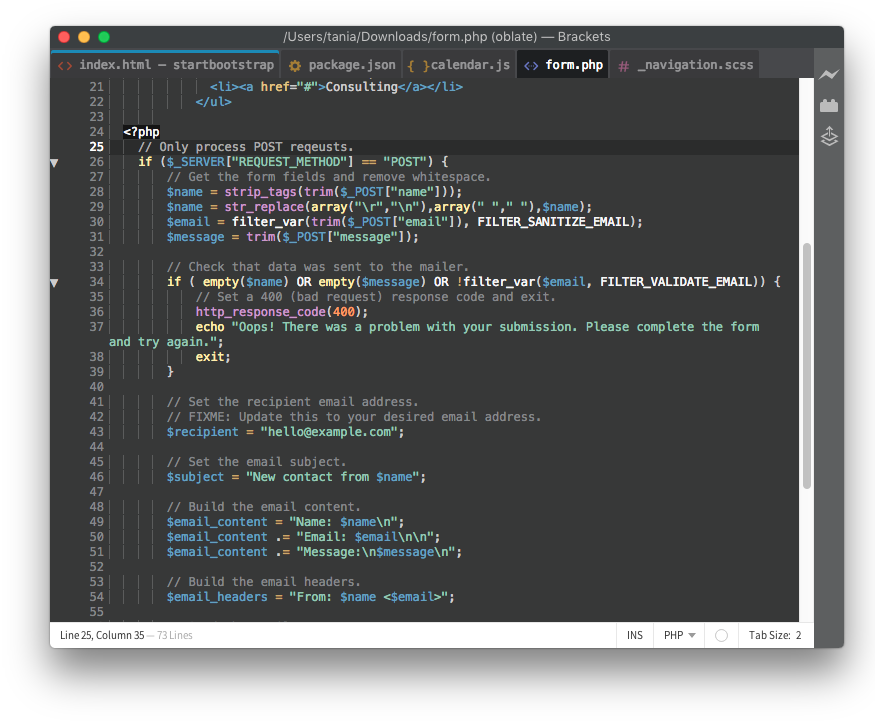 /Users/tania/Downloads/form.php (oblate) — Brackets
<> index.html — startbootstrap package.json { } calendar.js <> form.php # _navigation.scss
21 <li><a href="#">Consulting</a></li>
22 </ul>
23
24 <?php
25 // Only process POST reqeusts.
26 if ($_SERVER["REQUEST_METHOD"] == "POST") {
27 // Get the form fields and remove whitespace.
28 $name = strip_tags(trim($_POST["name"]));
29 $name = str_replace(array("\r","\n"),array(" "," "),$name);
30 $email = filter_var(trim($_POST["email"]), FILTER_SANITIZE_EMAIL);
31 $message = trim($_POST["message"]);
32
33 // Check that data was sent to the mailer.
34 if ( empty($name) OR empty($message) OR !filter_var($email, FILTER_VALIDATE_EMAIL)) {
35 // Set a 400 (bad request) response code and exit.
36 http_response_code(400);
37 echo "Oops! There was a problem with your submission. Please complete the form
and try again.";
38 exit;
39 }
40
41 // Set the recipient email address.
42 // FIXME: Update this to your desired email address.
43 $recipient = "hello@example.com";
44
45 // Set the email subject.
46 $subject = "New contact from $name";
47
48 // Build the email content.
49 $email_content = "Name: $name\n";
50 $email_content .= "Email: $email\n\n";
51 $email_content .= "Message:\n$message\n";
52
53 // Build the email headers.
54 $email_headers = "From: $name <$email>";
55
Line 25, Column 35 — 73 Lines INS PHP Tab Size: 2